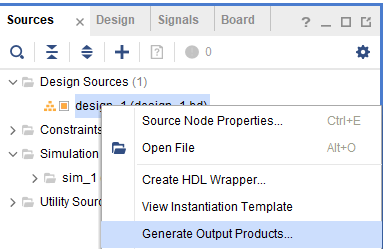 Sources Design Signals Board
0
Design Sources (1)
design_1 (design_1.bd)
Constraints
Simulation
sim_1
Utility Sour
Source Node Properties... Ctrl+E
Open File Alt+O
Create HDL Wrapper...
View Instantiation Template
Generate Output Products...